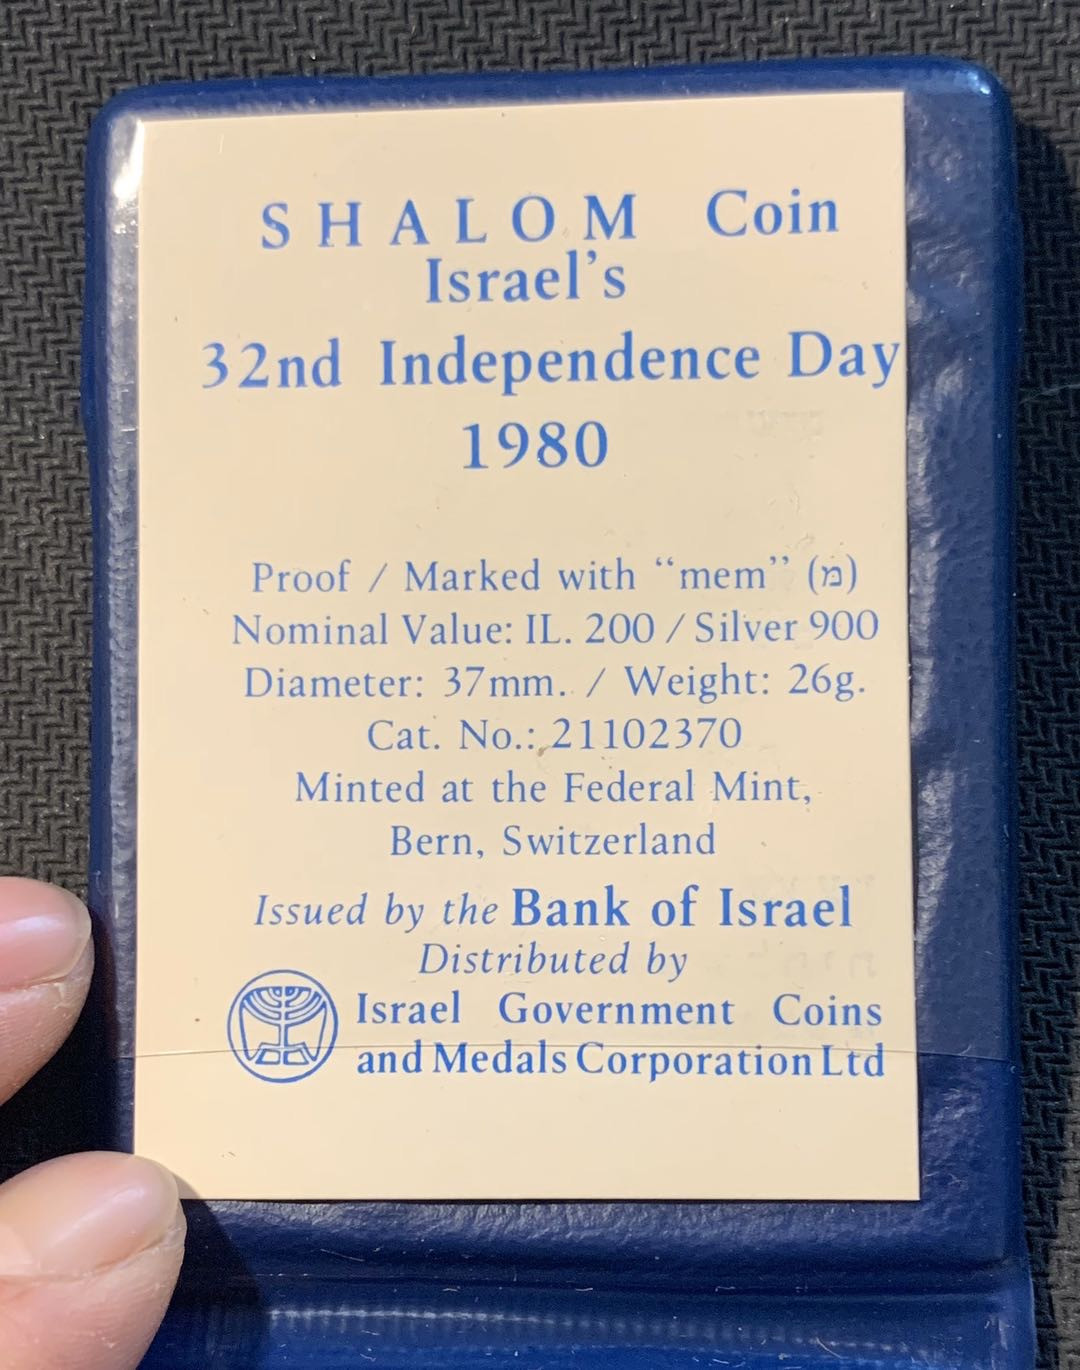 SHALOM Coin
Israel's
32nd Independence Day
1980
Proof / Marked with “mem” (מ)
Nominal Value: IL. 200 / Silver 900
Diameter: 37mm. / Weight: 26g.
Cat. No.: 21102370
Minted at the Federal Mint,
Bern, Switzerland
Issued by the Bank of Israel
Distributed by
Israel Government Coins
and Medals Corporation Ltd